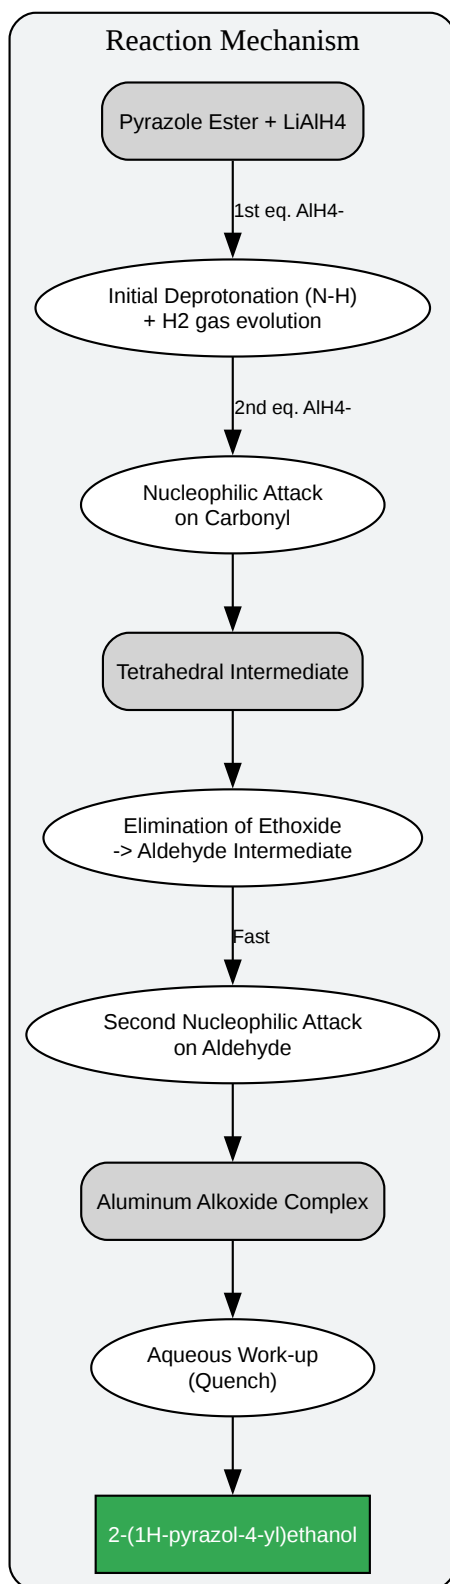 Reaction Mechanism
Pyrazole Ester + LiAlH4
1st eq. AlH4-
Initial Deprotonation (N-H)
+ H2 gas evolution
2nd eq. AlH4-
Nucleophilic Attack
on Carbonyl
Tetrahedral Intermediate
Elimination of Ethoxide
-> Aldehyde Intermediate
Fast
Second Nucleophilic Attack
on Aldehyde
Aluminum Alkoxide Complex
Aqueous Work-up
(Quench)
2-(1H-pyrazol-4-yl)ethanol